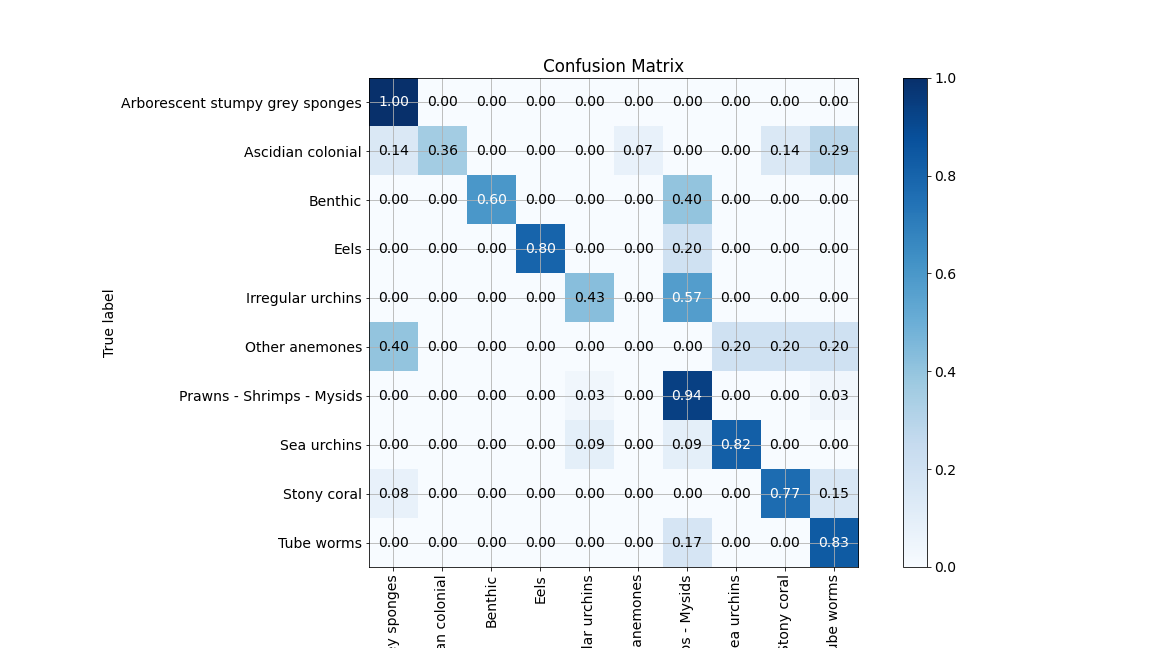 Confusion Matrix
Arborescent stumpy grey sponges 1.00 0.00 0.00 0.00 0.00 0.00 0.00 0.00 0.00 0.00
Ascidian colonial 0.14 0.36 0.00 0.00 0.00 0.07 0.00 0.00 0.14 0.29
Benthic 0.00 0.00 0.60 0.00 0.00 0.00 0.40 0.00 0.00 0.00
Eels 0.00 0.00 0.00 0.80 0.00 0.00 0.20 0.00 0.00 0.00
Irregular urchins 0.00 0.00 0.00 0.00 0.43 0.00 0.57 0.00 0.00 0.00
Other anemones 0.40 0.00 0.00 0.00 0.00 0.00 0.00 0.20 0.20 0.20
Prawns - Shrimps - Mysids 0.00 0.00 0.00 0.00 0.03 0.00 0.94 0.00 0.00 0.03
Sea urchins 0.00 0.00 0.00 0.00 0.09 0.00 0.09 0.82 0.00 0.00
Stony coral 0.08 0.00 0.00 0.00 0.00 0.00 0.00 0.00 0.77 0.15
Tube worms 0.00 0.00 0.00 0.00 0.00 0.00 0.17 0.00 0.00 0.83
True label
sponges
colonial
Benthic
Eels
urchins
anemones
- Mysids
urchins
Stony coral
worms
1.0
0.8
0.6
0.4
0.2
0.0